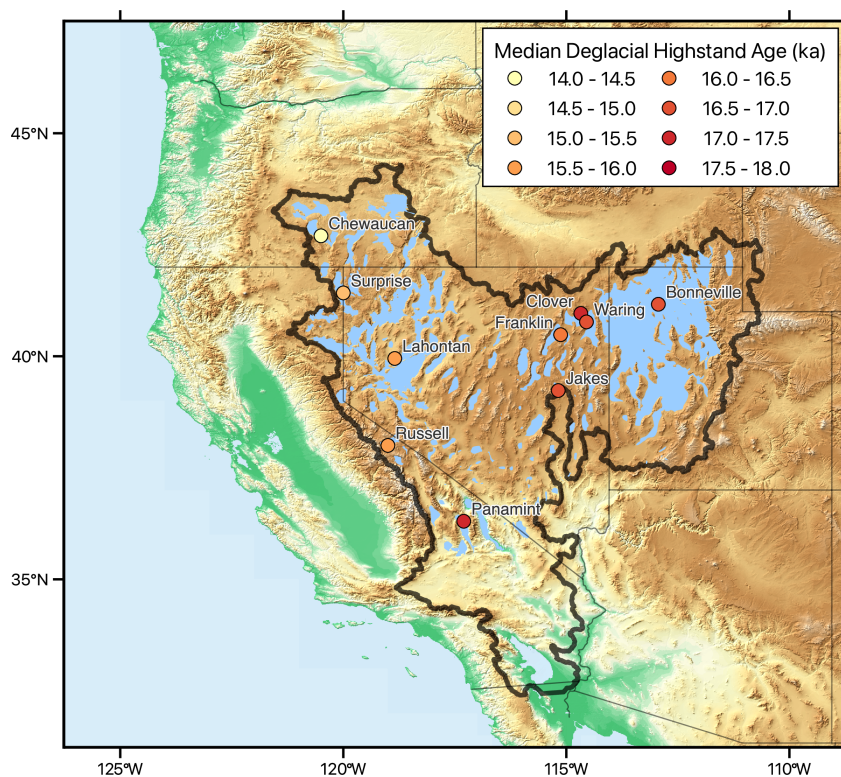 Median Deglacial Highstand Age (ka)
14.0 - 14.5
16.0 - 16.5
14.5 - 15.0
16.5 - 17.0
15.0 - 15.5
17.0 - 17.5
15.5 - 16.0
17.5 - 18.0
45°N
Chewaucan
Surprise
Bonneville
Clover
Waring
Franklin
Lahontan
40°N
Jakes
Russell
Panamint
35°N
125°W
120°W
115°W
110°W